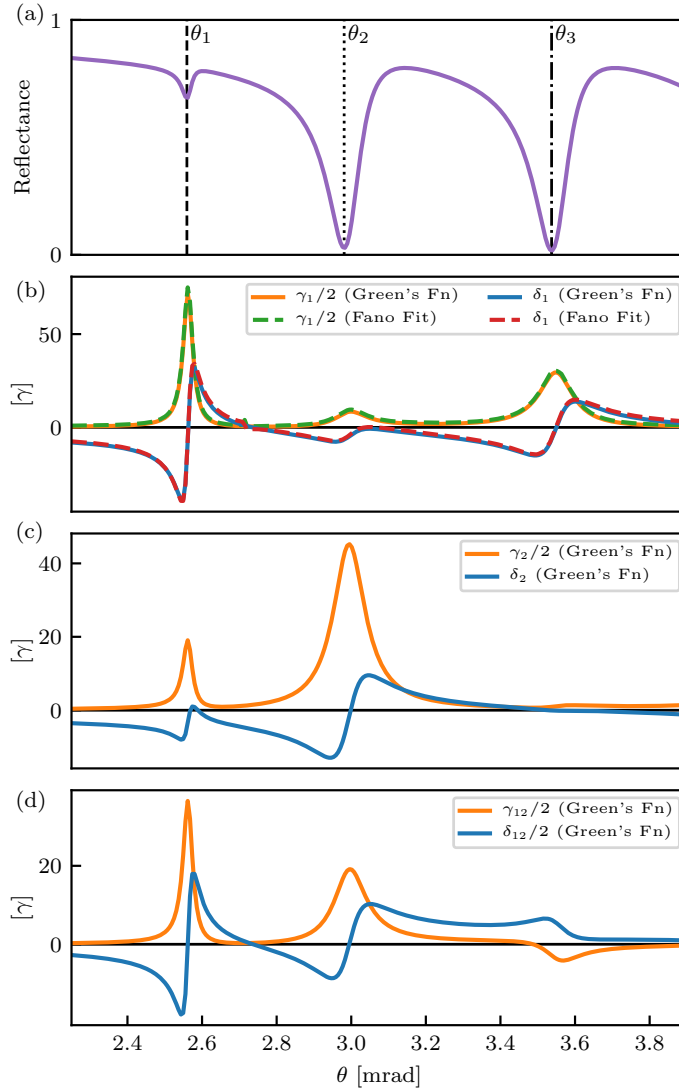 (a)
1
θ1
θ2
θ3
Reflectance
0
(b)
γ1/2 (Green's Fn)
δ1 (Green's Fn)
γ1/2 (Fano Fit)
δ1 (Fano Fit)
50
[γ]
0
(c)
γ2/2 (Green's Fn)
δ2 (Green's Fn)
40
20
[γ]
0
(d)
γ12/2 (Green's Fn)
δ12/2 (Green's Fn)
20
[γ]
0
2.4 2.6 2.8 3.0 3.2 3.4 3.6 3.8
θ [mrad]